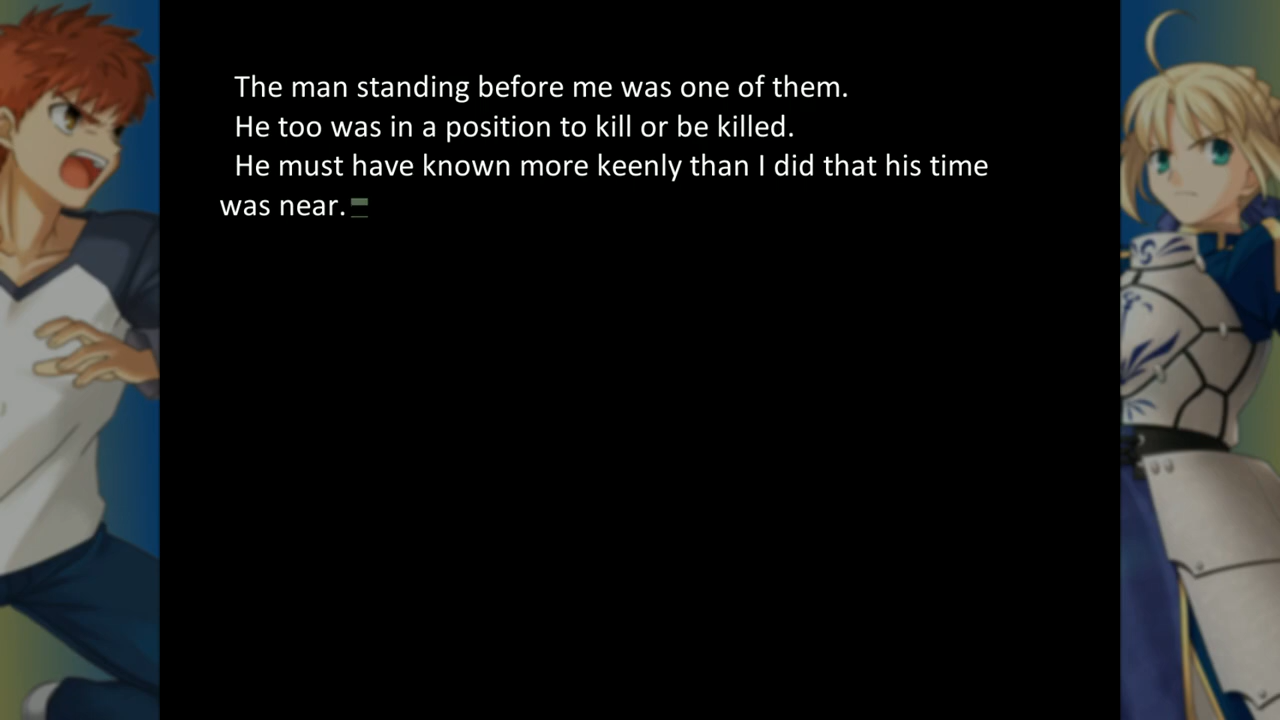 The man standing before me was one of them.
He too was in a position to kill or be killed.
He must have known more keenly than I did that his time
was near.